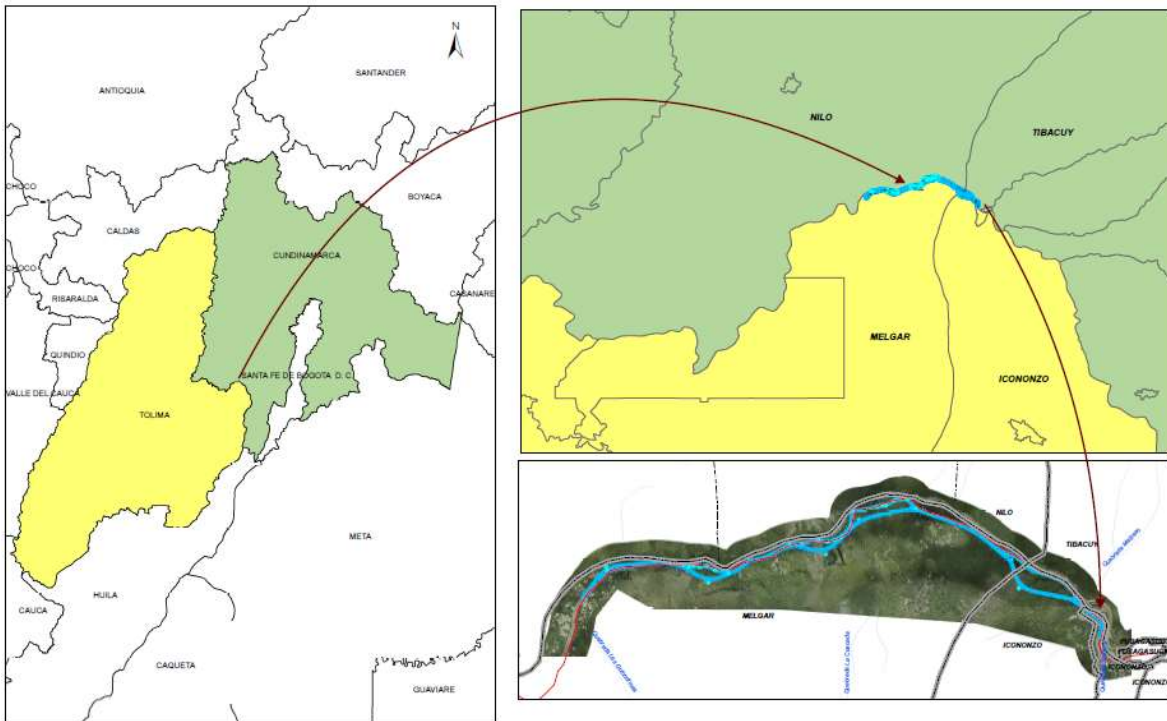 N
SANTANDER
ANTIOQUIA
CHOCO
BOYACA
CALDAS
CUNDINAMARCA
CHOCO
RISARALDA
CASANARE
QUINDIO
SANTA FE DE BOGOTA D. C.
VALLE DEL CAUCA
TOLIMA
META
HUILA
CAUCA
CAQUETA
GUAVIARE
NILO
TIBACUY
MELGAR
ICONONZO
NILO
TIBACUY
MELGAR
ICONONZO
Quebrada La Cascada
ICONONZO
ICONONZO